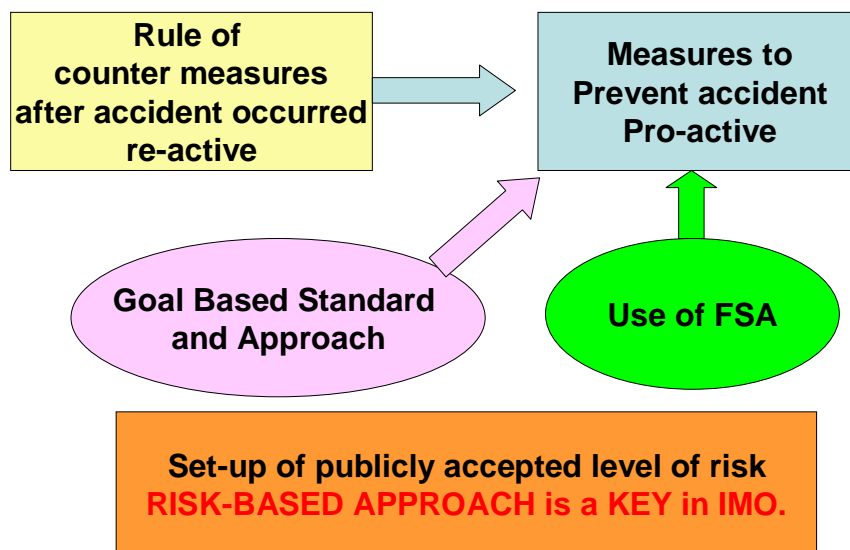 Rule of
counter measures
after accident occurred
re-active
Measures to
Prevent accident
Pro-active
Goal Based Standard
and Approach
Use of FSA
Set-up of publicly accepted level of risk
RISK-BASED APPROACH is a KEY in IMO.